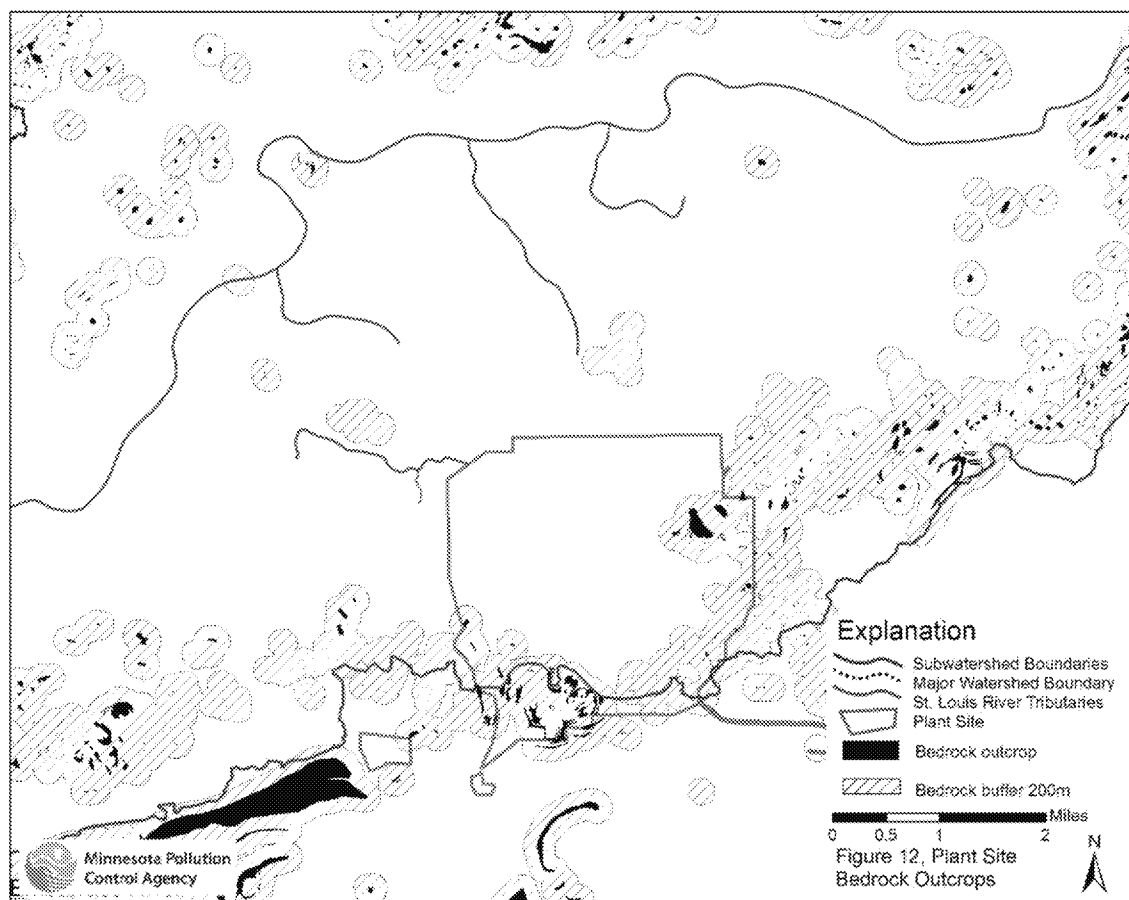 Explanation
Subwatershed Boundaries
Major Watershed Boundary
St. Louis River Tributaries
Plant Site
Bedrock outcrop
Bedrock buffer 200m
Miles
0 0.5 1 2
Figure 12, Plant Site
Bedrock Outcrops
N
Minnesota Pollution
Control Agency